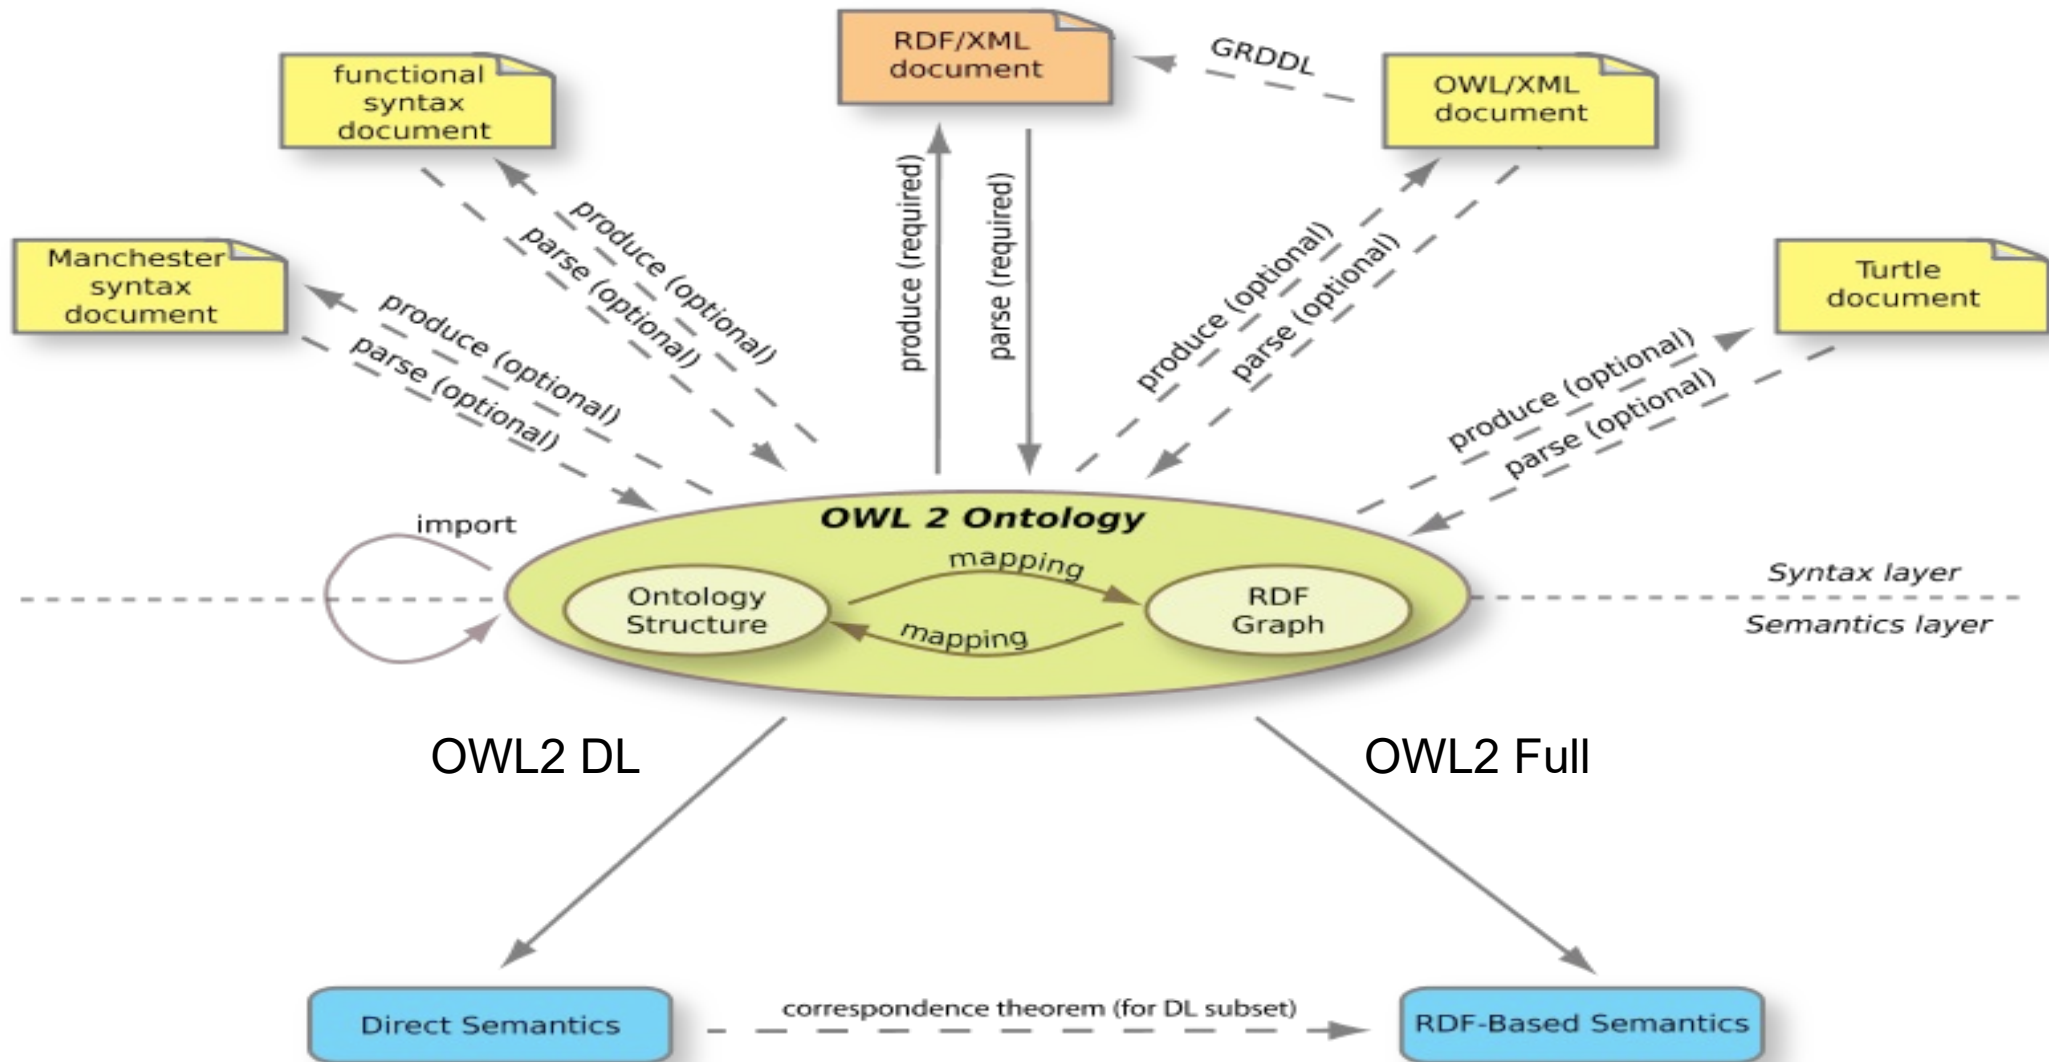 RDF/XML
document
GRDDL
functional
syntax
document
OWL/XML
document
Manchester
syntax
document
Turtle
document
produce (optional)
parse (optional)
produce (optional)
parse (optional)
produce (required)
parse (required)
produce (optional)
parse (optional)
produce (optional)
parse (optional)
import
OWL 2 Ontology
mapping
Ontology
Structure
RDF
Graph
mapping
Syntax layer
Semantics layer
OWL2 DL
OWL2 Full
correspondence theorem (for DL subset)
Direct Semantics
RDF-Based Semantics